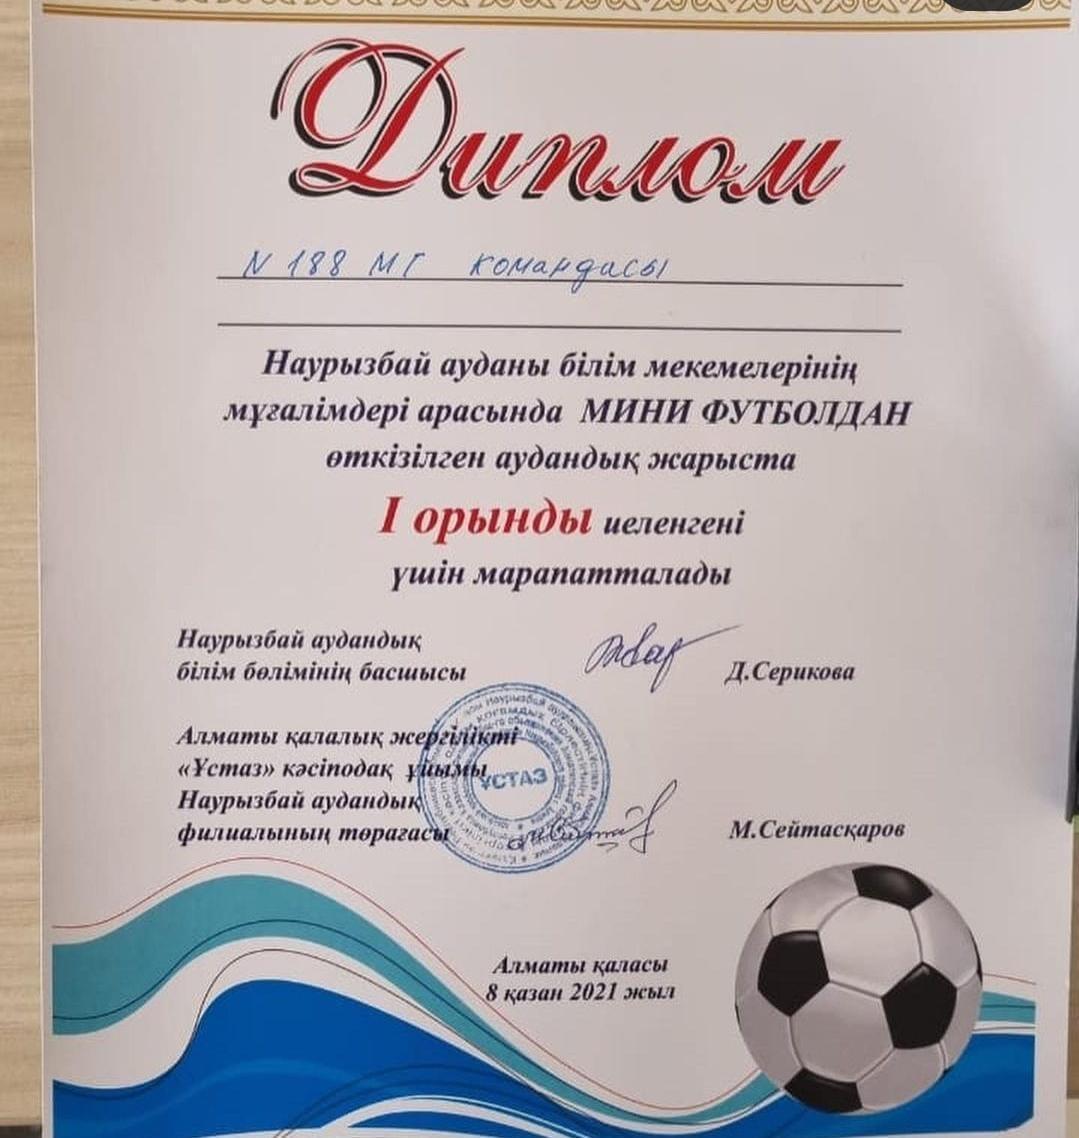 Диплом
N 188 МГ командасы
Наурызбай ауданы білім мекемелерінің
мұғалімдері арасында МИНИ ФУТБОЛДАН
өткізілген аудандық жарыста
I орынды иеленгені
үшін марапатталады
Наурызбай аудандық
білім бөлімінің басшысы
Д.Серикова
Алматы қалалық жергілікті
«Ұстаз» кәсіподақ ұйымы
Наурызбай аудандық
филиалының төрағасы
М.Сейтасқаров
ҰСТАЗ
Алматы қаласы
8 қазан 2021 жыл